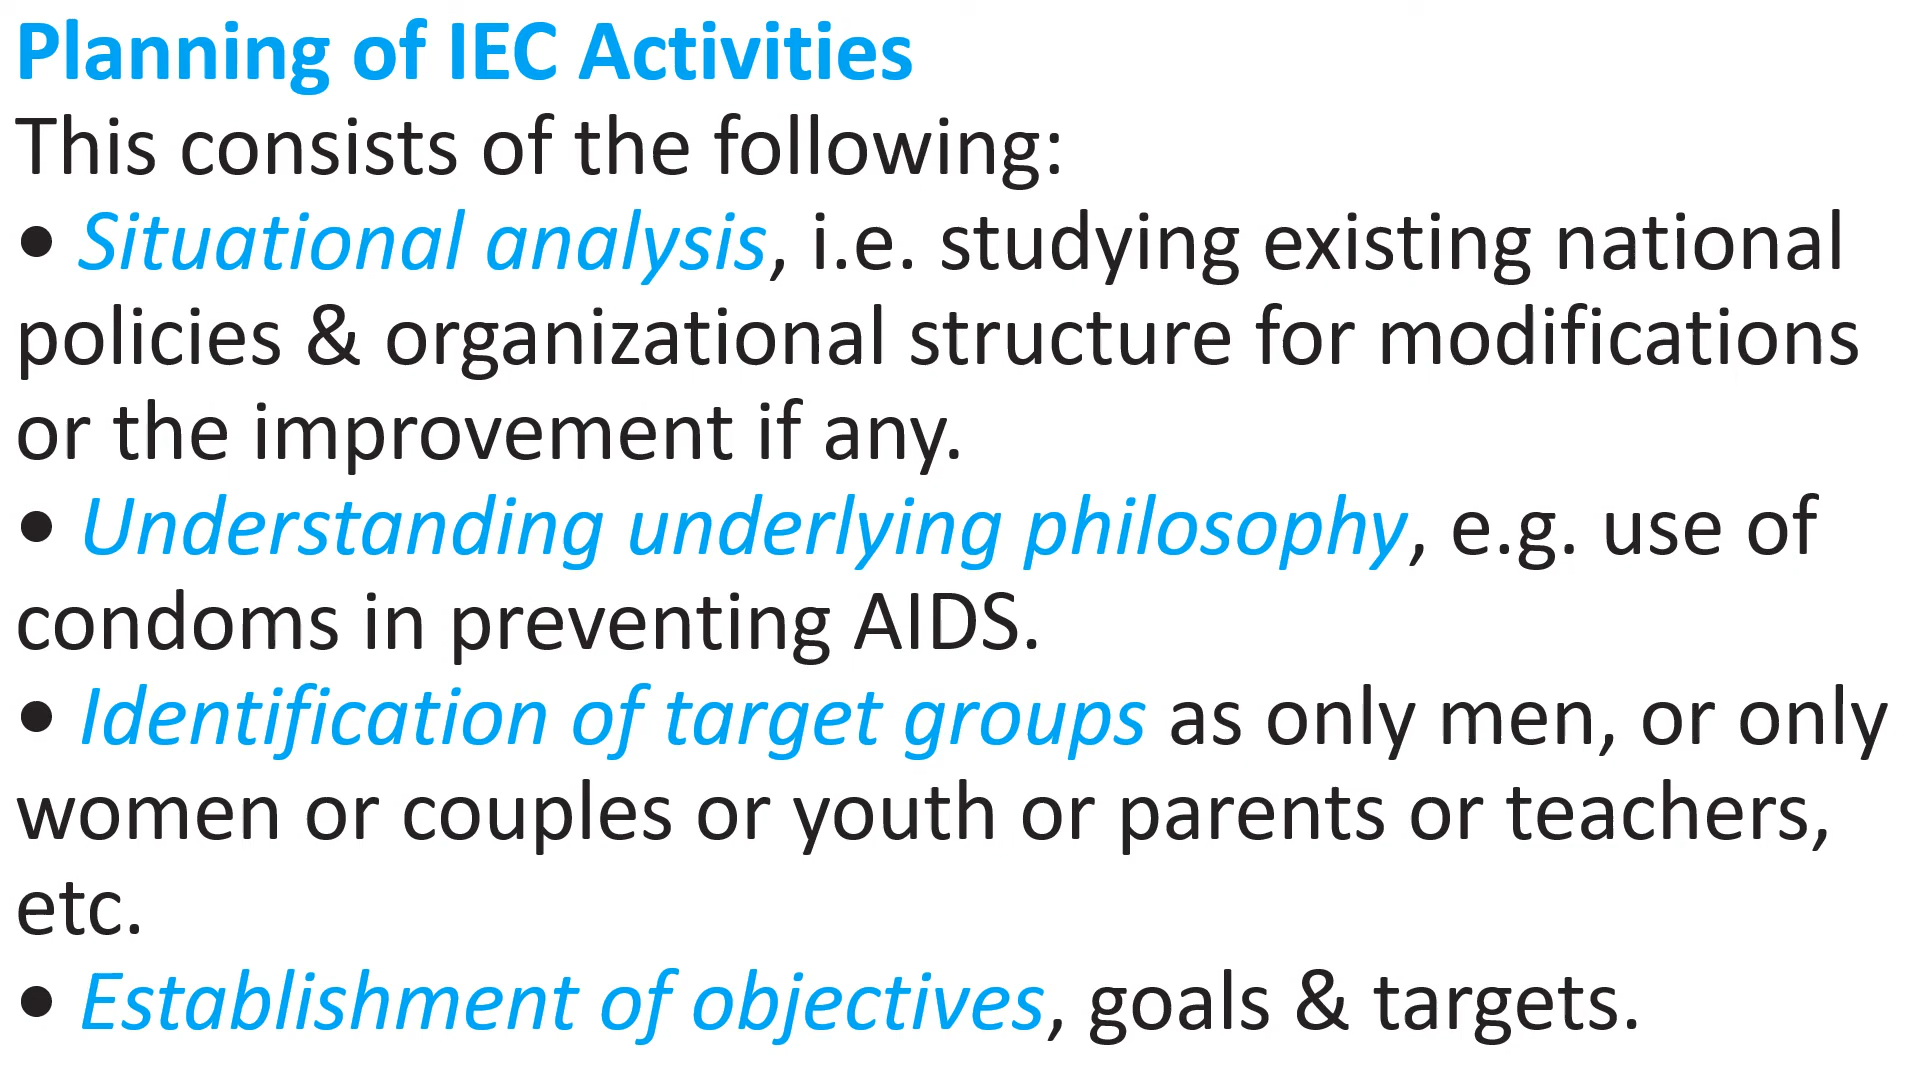 Planning of IEC Activities
This consists of the following:
• Situational analysis, i.e. studying existing national
policies & organizational structure for modifications
or the improvement if any.
• Understanding underlying philosophy, e.g. use of
condoms in preventing AIDS.
• Identification of target groups as only men, or only
women or couples or youth or parents or teachers,
etc.
• Establishment of objectives, goals & targets.